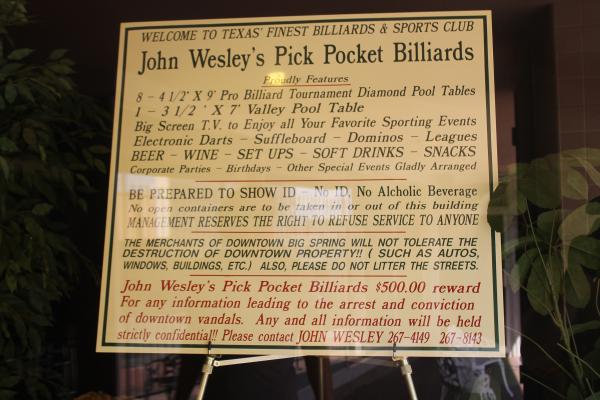 WELCOME TO TEXAS' FINEST BILLIARDS & SPORTS CLUB
John Wesley's Pick Pocket Billiards
Proudly Features
8 - 4 1/2' X 9' Pro Billiard Tournament Diamond Pool Tables
1 - 3 1/2 ' X 7' Valley Pool Table
Big Screen T.V. to Enjoy all Your Favorite Sporting Events
Electronic Darts - Suffleboard - Dominos - Leagues
BEER - WINE - SET UPS - SOFT DRINKS - SNACKS
Corporate Parties - Birthdays - Other Special Events Gladly Arranged
BE PREPARED TO SHOW ID - No ID, No Alcholic Beverage
No open containers are to be taken in or out of this building
MANAGEMENT RESERVES THE RIGHT TO REFUSE SERVICE TO ANYONE
THE MERCHANTS OF DOWNTOWN BIG SPRING WILL NOT TOLERATE THE
DESTRUCTION OF DOWNTOWN PROPERTY!! ( SUCH AS AUTOS,
WINDOWS, BUILDINGS, ETC.) ALSO, PLEASE DO NOT LITTER THE STREETS.
John Wesley's Pick Pocket Billiards $500.00 reward
For any information leading to the arrest and conviction
of downtown vandals. Any and all information will be held
strictly confidential!! Please contact JOHN WESLEY 267-4149 267-8143